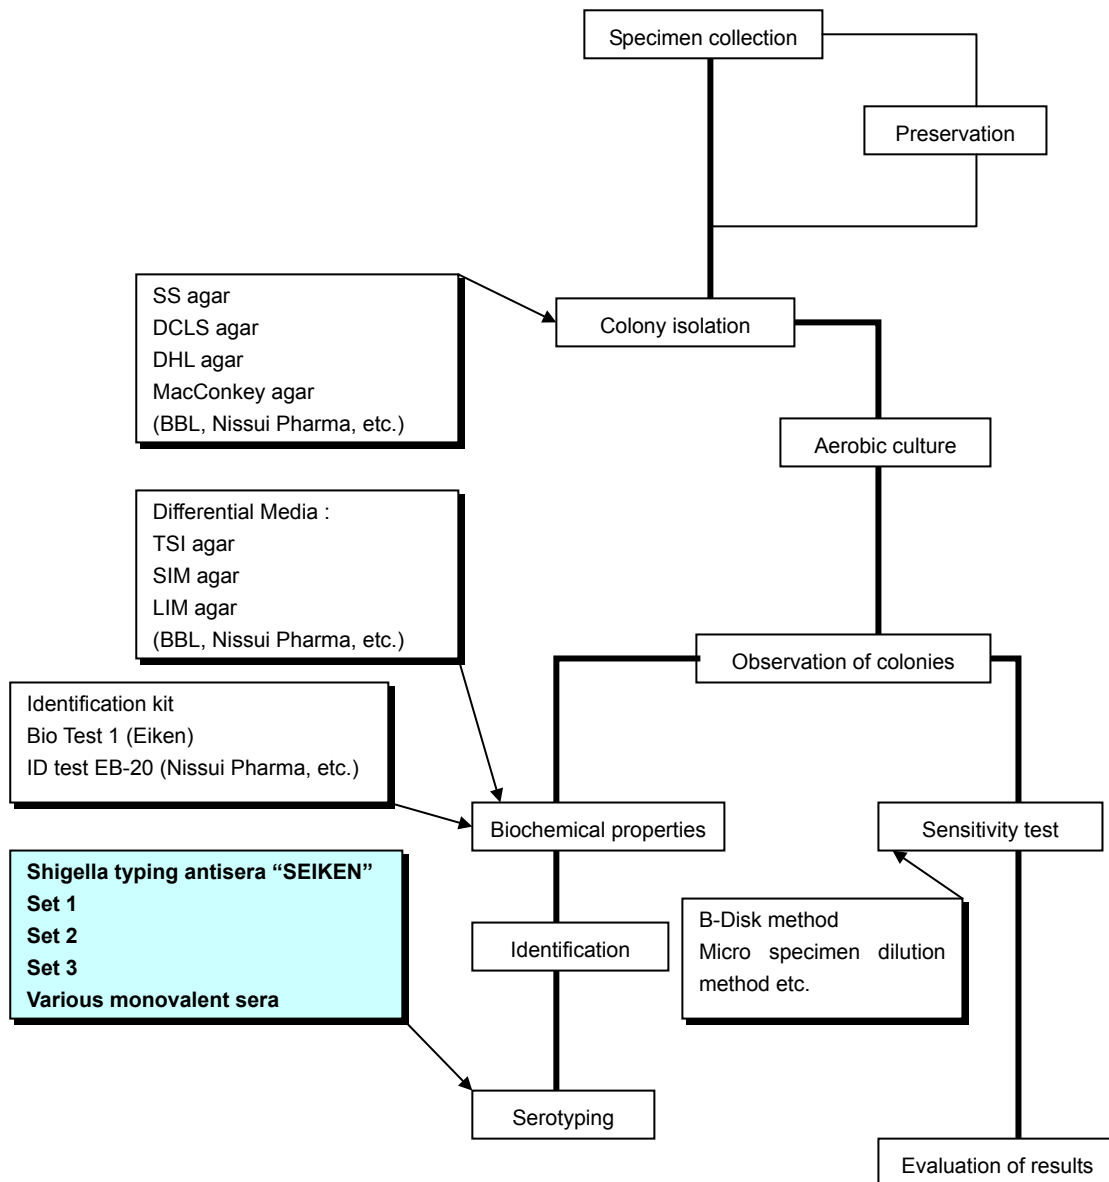 Specimen collection
Preservation
SS agar
DCLS agar
DHL agar
MacConkey agar
(BBL, Nissui Pharma, etc.)
Colony isolation
Aerobic culture
Differential Media :
TSI agar
SIM agar
LIM agar
(BBL, Nissui Pharma, etc.)
Observation of colonies
Identification kit
Bio Test 1 (Eiken)
ID test EB-20 (Nissui Pharma, etc.)
Biochemical properties
Sensitivity test
Shigella typing antisera “SEIKEN”
Set 1
Set 2
Set 3
Various monovalent sera
B-Disk method
Micro specimen dilution
method etc.
Identification
Serotyping
Evaluation of results